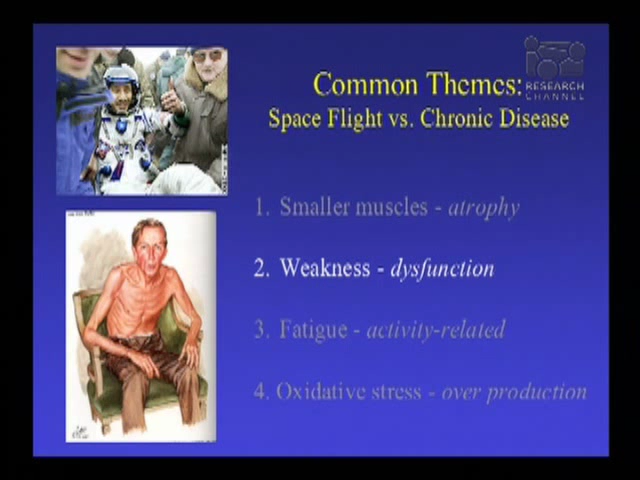 Common Themes:
RESEARCH
CHANNEL
Space Flight vs. Chronic Disease
1. Smaller muscles - atrophy
2. Weakness - dysfunction
3. Fatigue - activity-related
4. Oxidative stress - over production